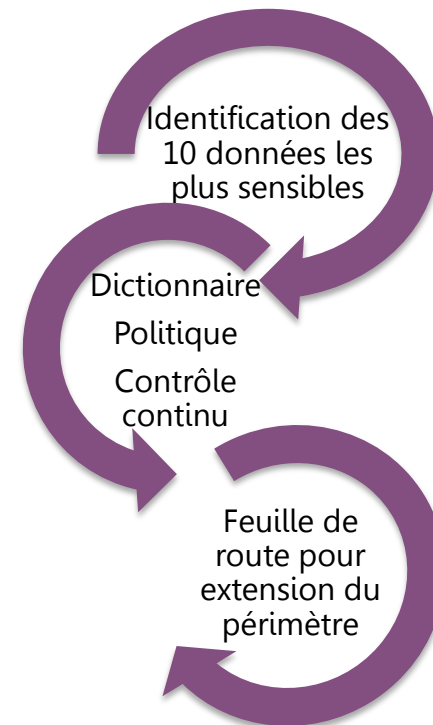 Identification des
10 données les
plus sensibles
Dictionnaire
Politique
Contrôle
continu
Feuille de
route pour
extension du
périmètre